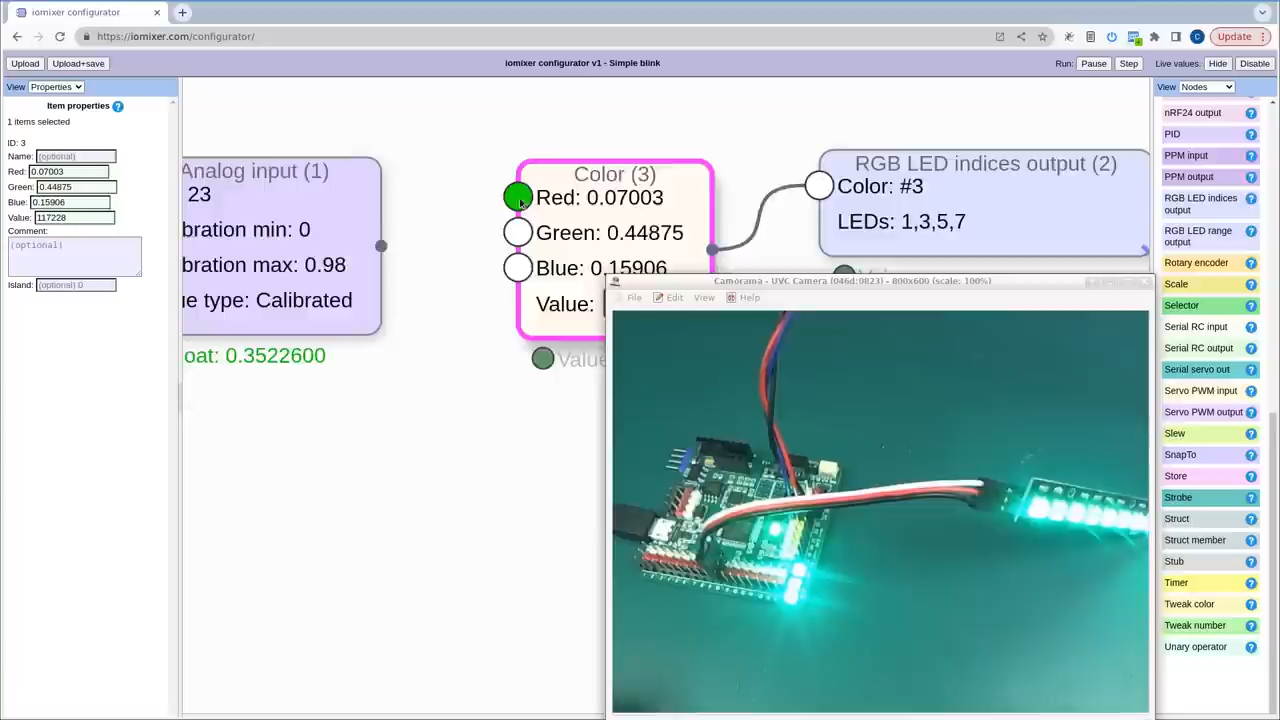 iomixer configurator
https://iomixer.com/configurator/
C
Update
Upload
Upload+save
iomixer configurator v1 - Simple blink
Run:
Pause
Step
Live values:
Hide
Disable
View
Properties
Item properties
1 items selected
ID: 3
Name: (optional)
Red: 0.07003
Green: 0.44875
Blue: 0.15906
Value: 117228
Comment:
(optional)
Island: (optional) 0
Analog input (1)
23
bration min: 0
bration max: 0.98
ue type: Calibrated
oat: 0.3522600
Color (3)
Red: 0.07003
Green: 0.44875
Blue: 0.15906
Value:
Value
RGB LED indices output (2)
Color: #3
LEDs: 1,3,5,7
Camorama - UVC Camera (046d:0823) - 800x600 (scale: 100%)
File
Edit
View
Help
View
Nodes
nRF24 output
PID
PPM input
PPM output
RGB LED indices
output
RGB LED range
output
Rotary encoder
Scale
Selector
Serial RC input
Serial RC output
Serial servo out
Servo PWM input
Servo PWM output
Slew
SnapTo
Store
Strobe
Struct
Struct member
Stub
Timer
Tweak color
Tweak number
Unary operator